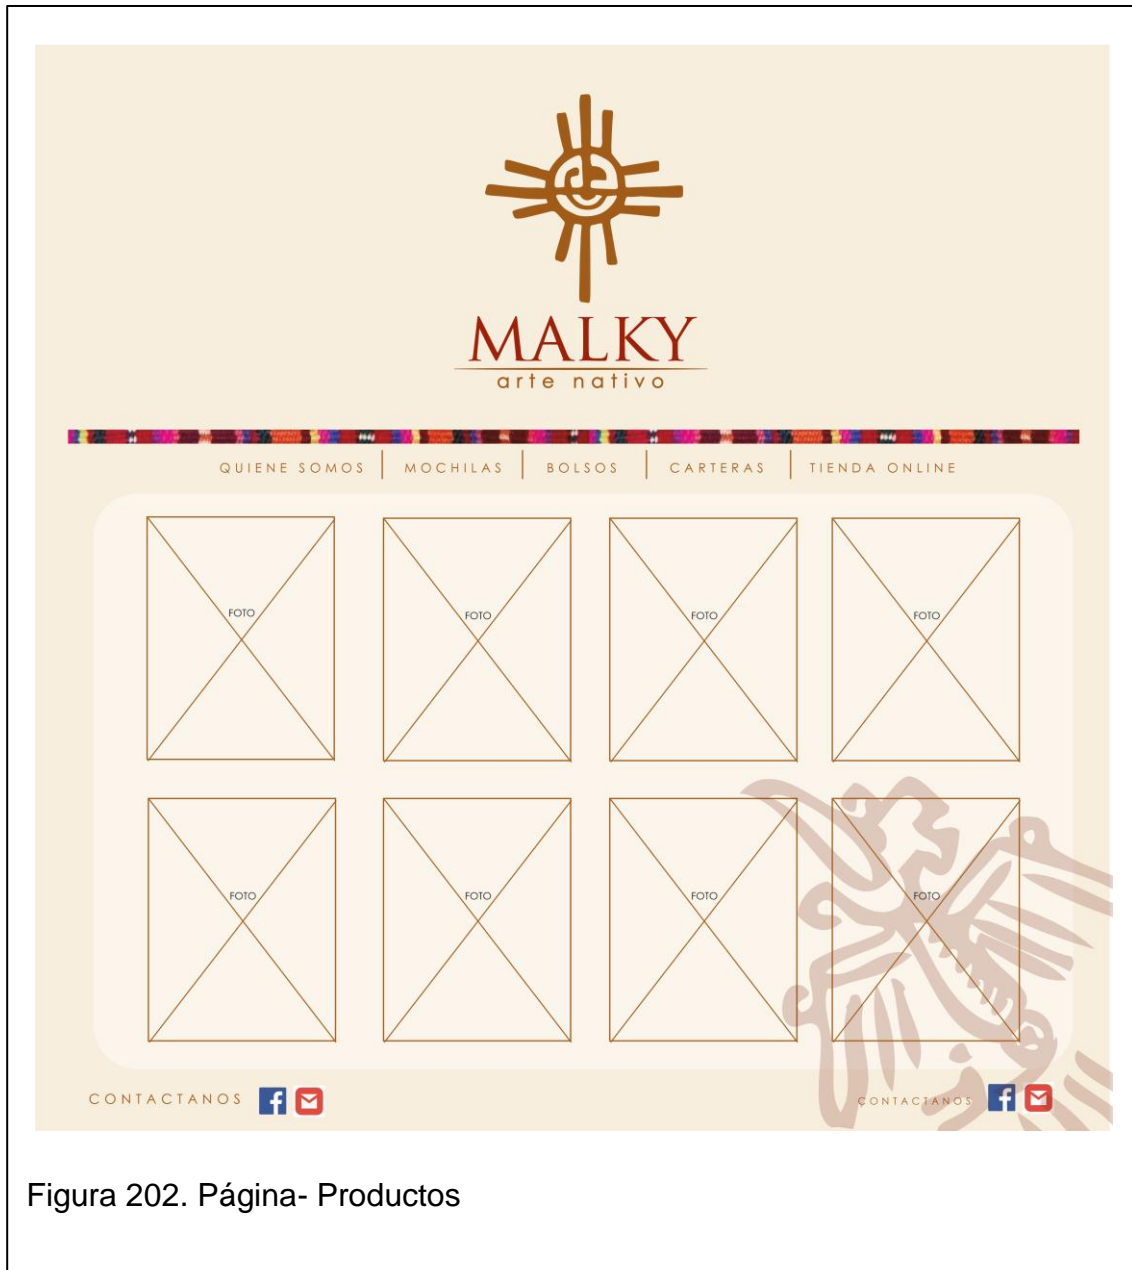 MALKY
arte nativo
QUIENE SOMOS MOCHILAS BOLSOS CARTERAS TIENDA ONLINE
FOTO FOTO FOTO FOTO
FOTO FOTO FOTO FOTO
CONTACTANOS CONTACTANOS
Figura 202. Página- Productos